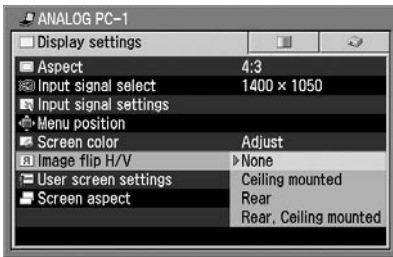 ANALOG PC-1
Display settings
Aspect 4:3
Input signal select 1400 × 1050
Input signal settings
Menu position
Screen color Adjust
Image flip H/V None
User screen settings Ceiling mounted
Screen aspect Rear
Rear, Ceiling mounted